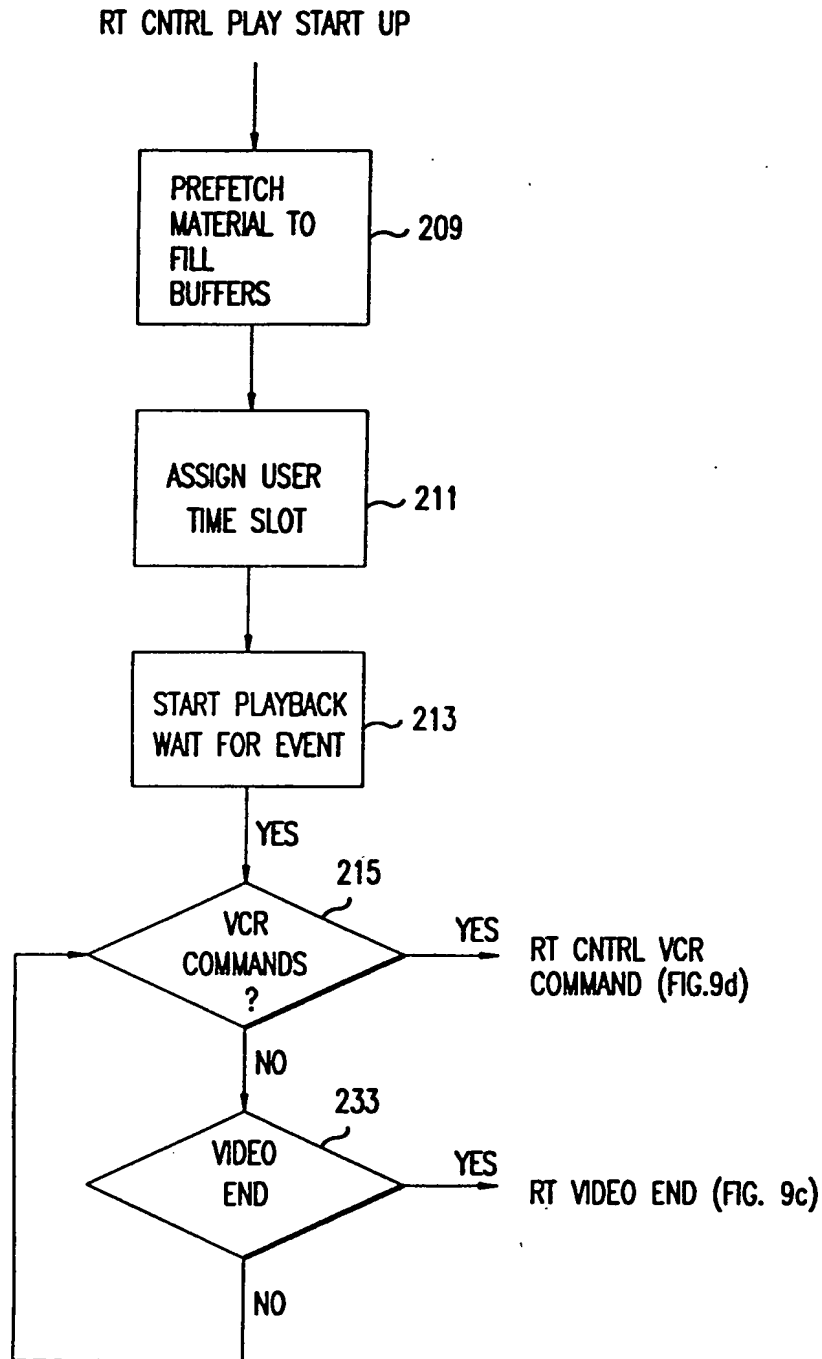 RT CNTRL PLAY START UP
PREFETCH
MATERIAL TO
FILL
BUFFERS
209
ASSIGN USER
TIME SLOT
211
START PLAYBACK
WAIT FOR EVENT
213
YES
215
VCR
COMMANDS
?
YES
RT CNTRL VCR
COMMAND (FIG.9d)
NO
233
VIDEO
END
YES
RT VIDEO END (FIG. 9c)
NO